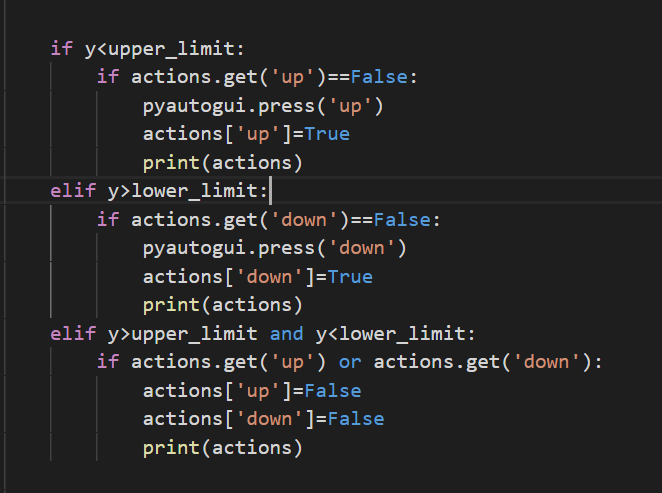 if y<upper_limit:
    if actions.get('up')==False:
        pyautogui.press('up')
        actions['up']=True
        print(actions)
elif y>lower_limit:
    if actions.get('down')==False:
        pyautogui.press('down')
        actions['down']=True
        print(actions)
elif y>upper_limit and y<lower_limit:
    if actions.get('up') or actions.get('down'):
        actions['up']=False
        actions['down']=False
        print(actions)